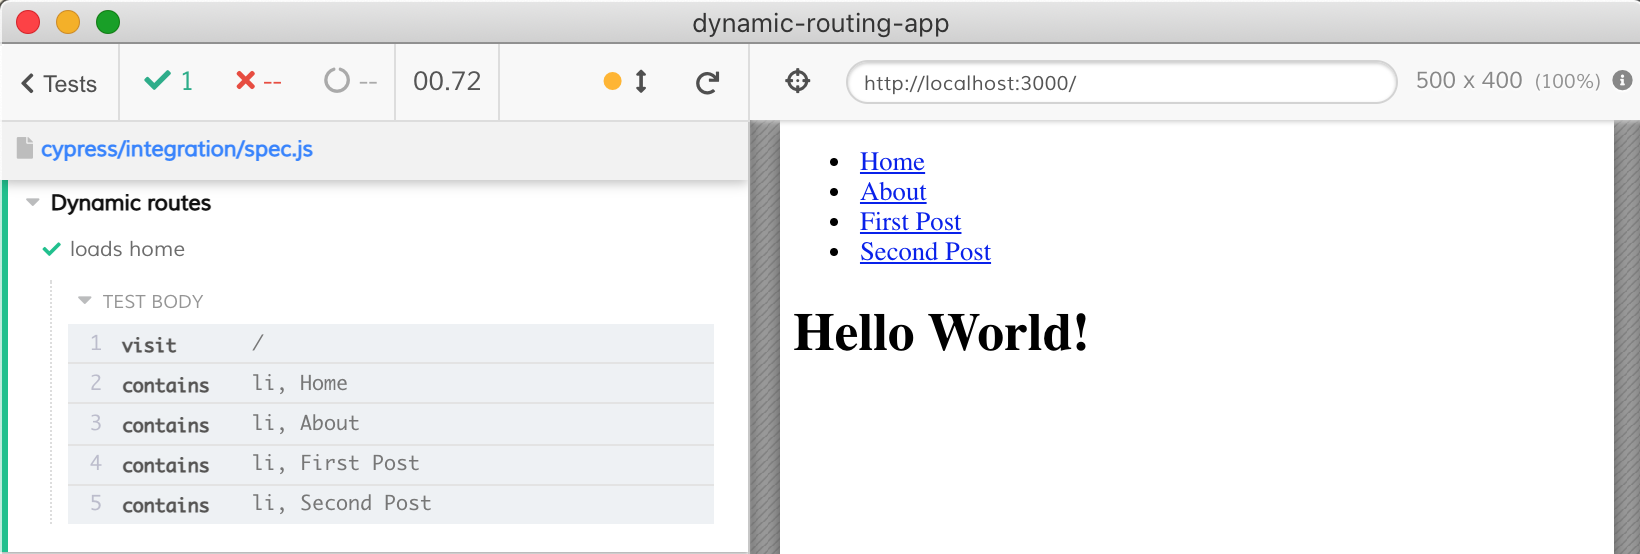 dynamic-routing-app
Tests 1 -- -- 00.72
http://localhost:3000/ 500 x 400 (100%)
cypress/integration/spec.js
Dynamic routes
loads home
TEST BODY
1 visit /
2 contains li, Home
3 contains li, About
4 contains li, First Post
5 contains li, Second Post
Home
About
First Post
Second Post
Hello World!